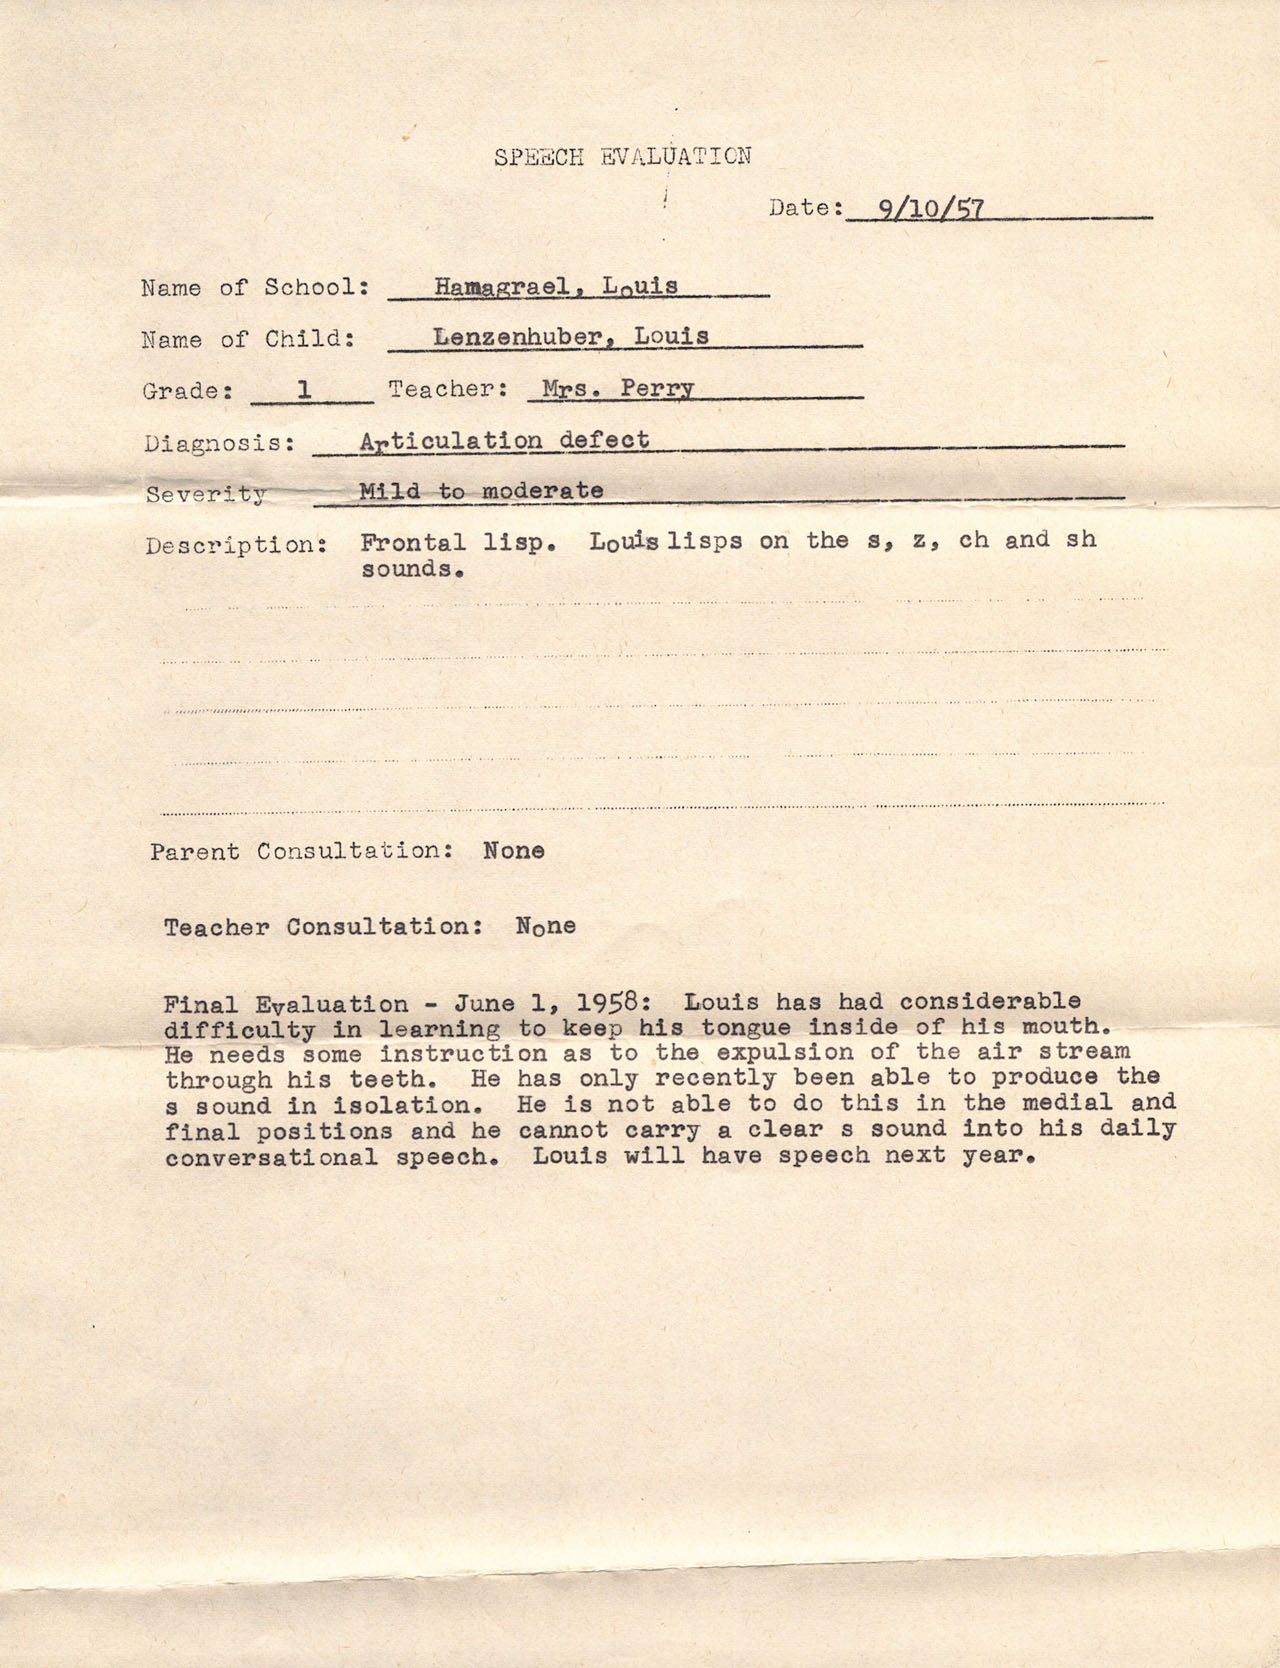 SPEECH EVALUATION
Date: 9/10/57
Name of School: Hamagrael, Louis
Name of Child: Lenzenhuber, Louis
Grade: 1 Teacher: Mrs. Perry
Diagnosis: Articulation defect
Severity Mild to moderate
Description: Frontal lisp. Louis lisps on the s, z, ch and sh
sounds.
Parent Consultation: None
Teacher Consultation: None
Final Evaluation - June 1, 1958: Louis has had considerable
difficulty in learning to keep his tongue inside of his mouth.
He needs some instruction as to the expulsion of the air stream
through his teeth. He has only recently been able to produce the
s sound in isolation. He is not able to do this in the medial and
final positions and he cannot carry a clear s sound into his daily
conversational speech. Louis will have speech next year.